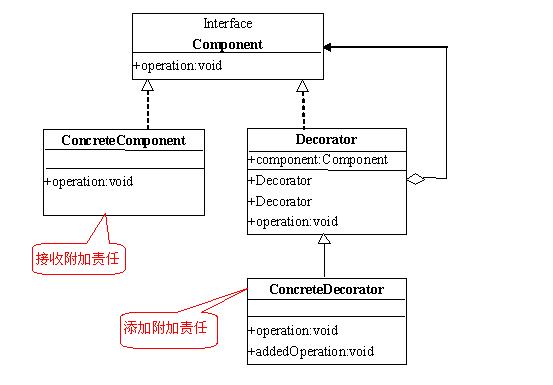 Interface
Component
+operation:void
ConcreteComponent
+operation:void
接收附加责任
Decorator
+component:Component
+Decorator
+Decorator
+operation:void
ConcreteDecorator
+operation:void
+addedOperation:void
添加附加责任